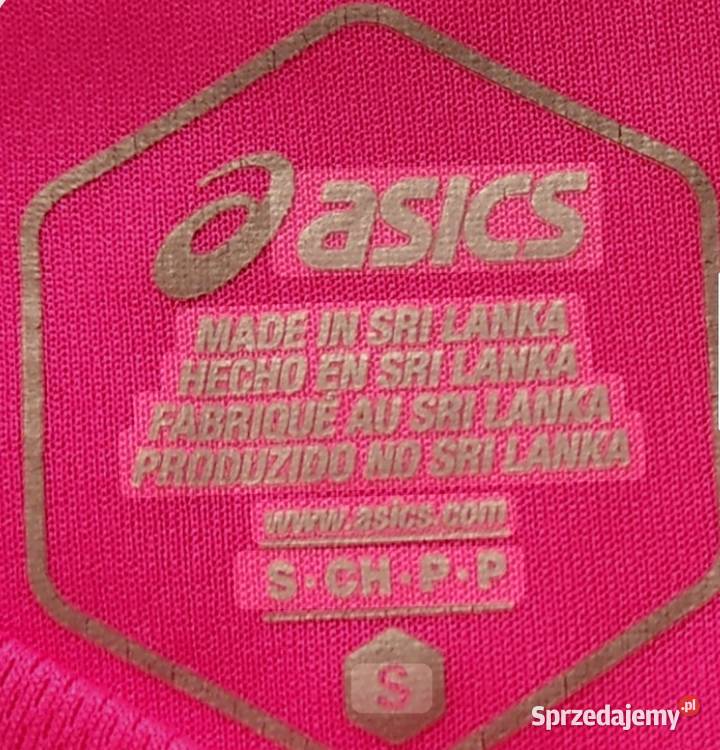 asics
MADE IN SRI LANKA
HECHO EN SRI LANKA
FABRIQUÉ AU SRI LANKA
PRODUZIDO NO SRI LANKA
www.asics.com
S·CH·P·P
S
Sprzedajemy.pl